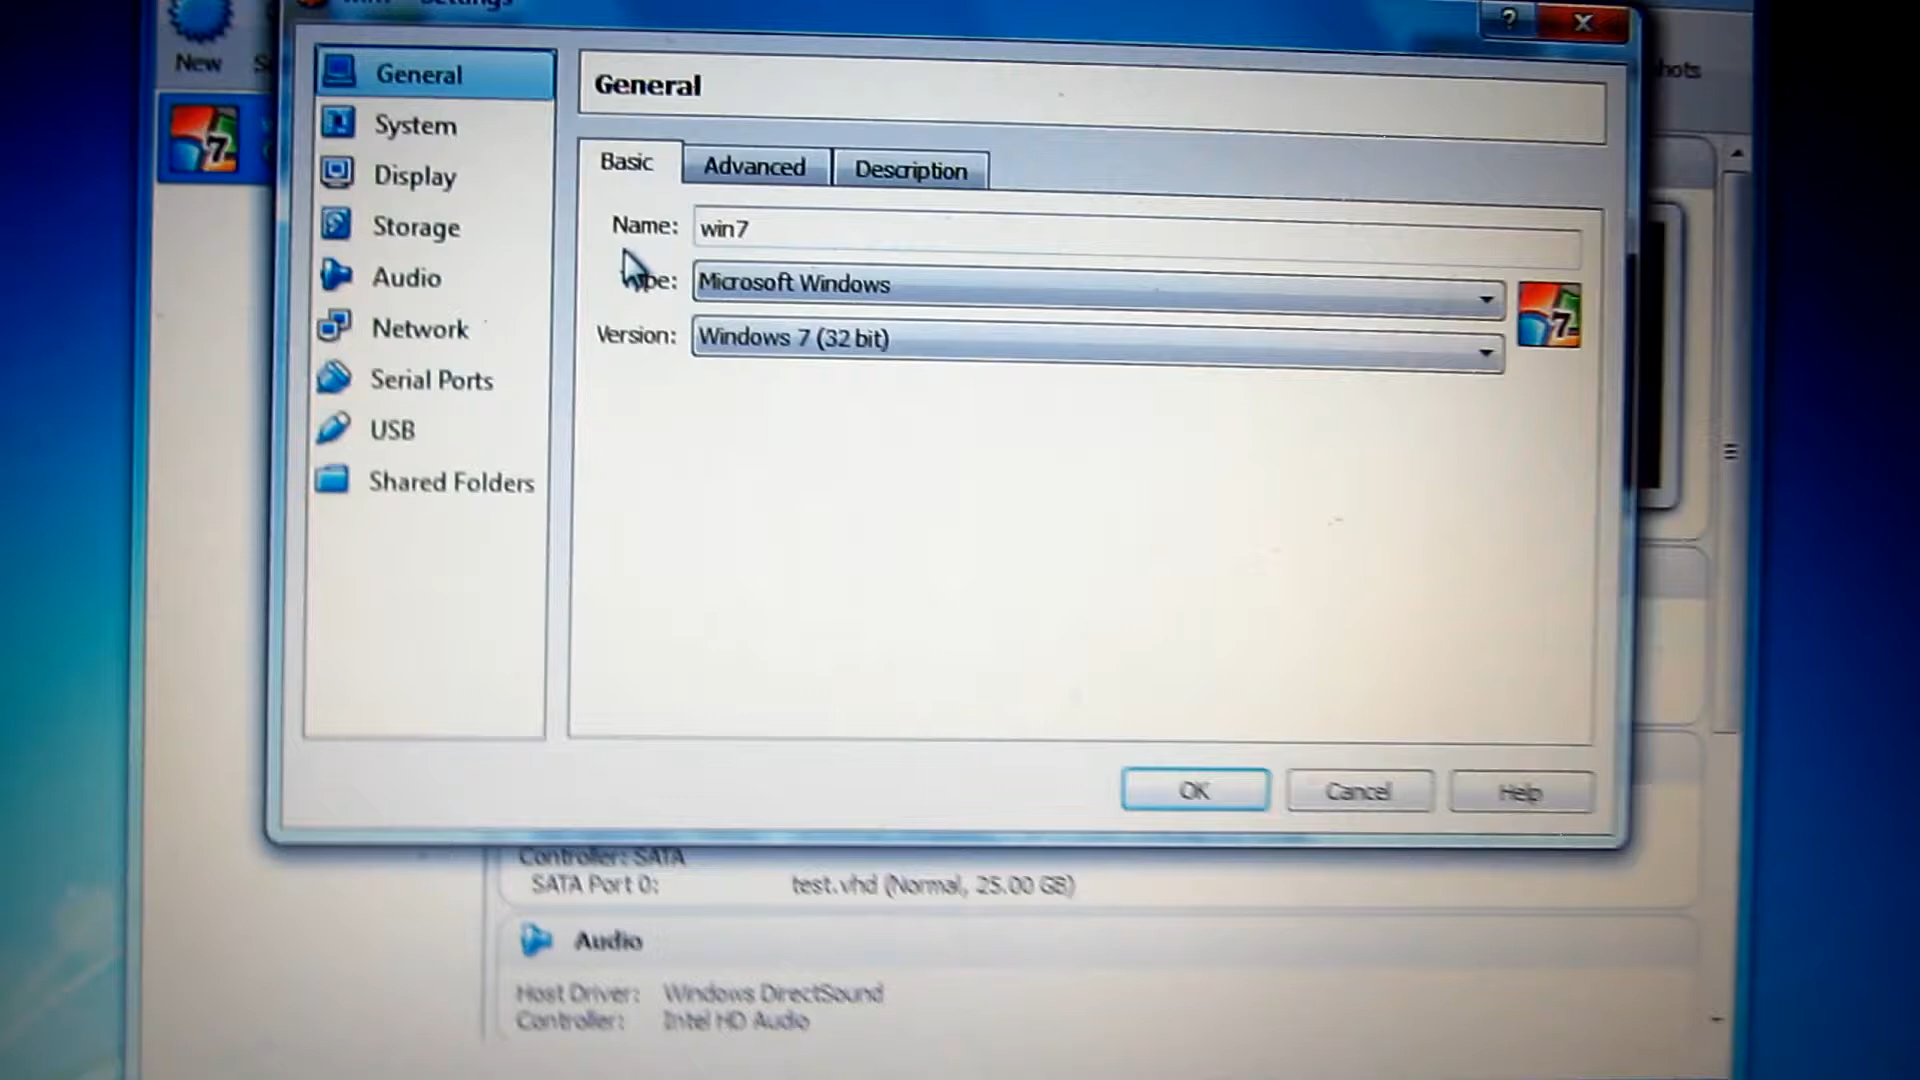 New
General
System
Display
Storage
Audio
Network
Serial Ports
USB
Shared Folders
General
Basic
Advanced
Description
Name: win7
Microsoft Windows
Version: Windows 7 (32 bit)
7
7
?
X
OK
Cancel
Help
Controller: SATA
SATA Port 0: test.vhd (Normal, 25.00 GB)
Audio
Host Driver: Windows DirectSound
Controller: Intel HD Audio